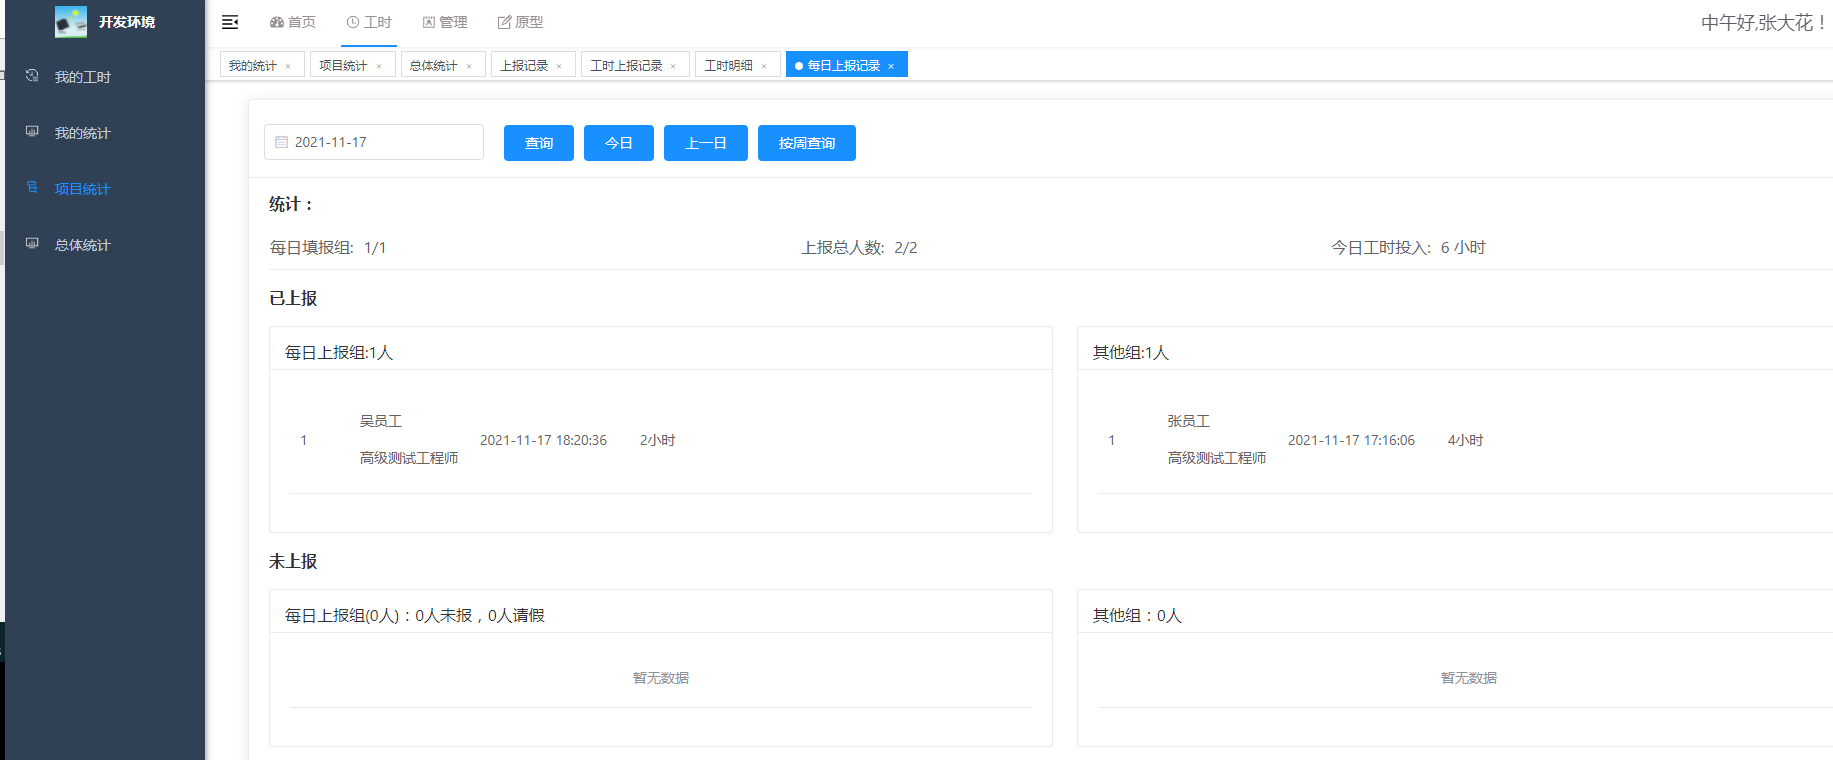 开发环境
首页 工时 管理 原型
中午好,张大花！
我的统计 × 项目统计 × 总体统计 × 上报记录 × 工时上报记录 × 工时明细 × 每日上报记录 ×
我的工时
我的统计
项目统计
总体统计
2021-11-17 查询 今日 上一日 按周查询
统计：
每日填报组: 1/1 上报总人数: 2/2 今日工时投入: 6 小时
已上报
每日上报组:1人
1 吴员工 2021-11-17 18:20:36 2小时
高级测试工程师
其他组:1人
1 张员工 2021-11-17 17:16:06 4小时
高级测试工程师
未上报
每日上报组(0人)：0人未报，0人请假
暂无数据
其他组：0人
暂无数据